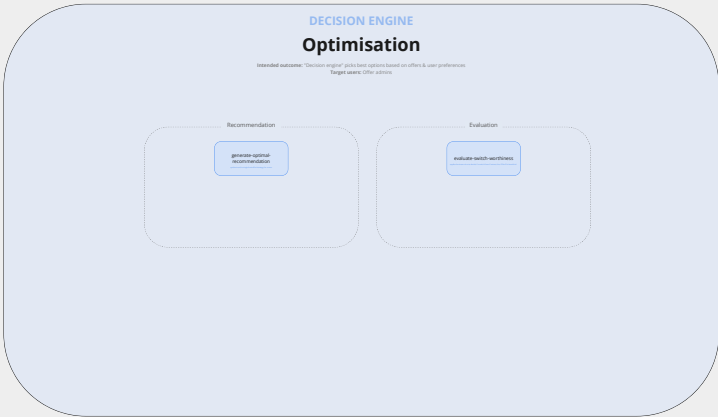 DECISION ENGINE
Optimisation
Intended outcome: "Decision engine" picks best options based on offers & user preferences
Target users: Offer admins
Recommendation
generate-optimal-
recommendation
Evaluation
evaluate-switch-worthiness